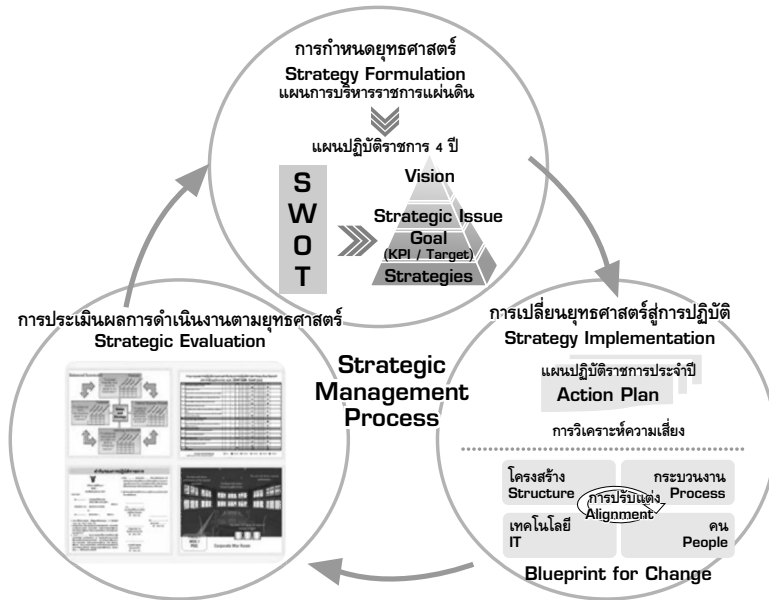 การกำหนดยุทธศาสตร์
Strategy Formulation
แผนการบริหารราชการแผ่นดิน
แผนปฏิบัติราชการ 4 ปี
S
W
O
T
Vision
Strategic Issue
Goal
(KPI / Target)
Strategies
การประเมินผลการดำเนินงานตามยุทธศาสตร์
Strategic Evaluation
Corporate War Room
Strategic
Management
Process
การเปลี่ยนยุทธศาสตร์สู่การปฏิบัติ
Strategy Implementation
แผนปฏิบัติราชการประจำปี
Action Plan
การวิเคราะห์ความเสี่ยง
โครงสร้าง
Structure
กระบวนงาน
Process
การปรับแต่ง
Alignment
เทคโนโลยี
IT
คน
People
Blueprint for Change